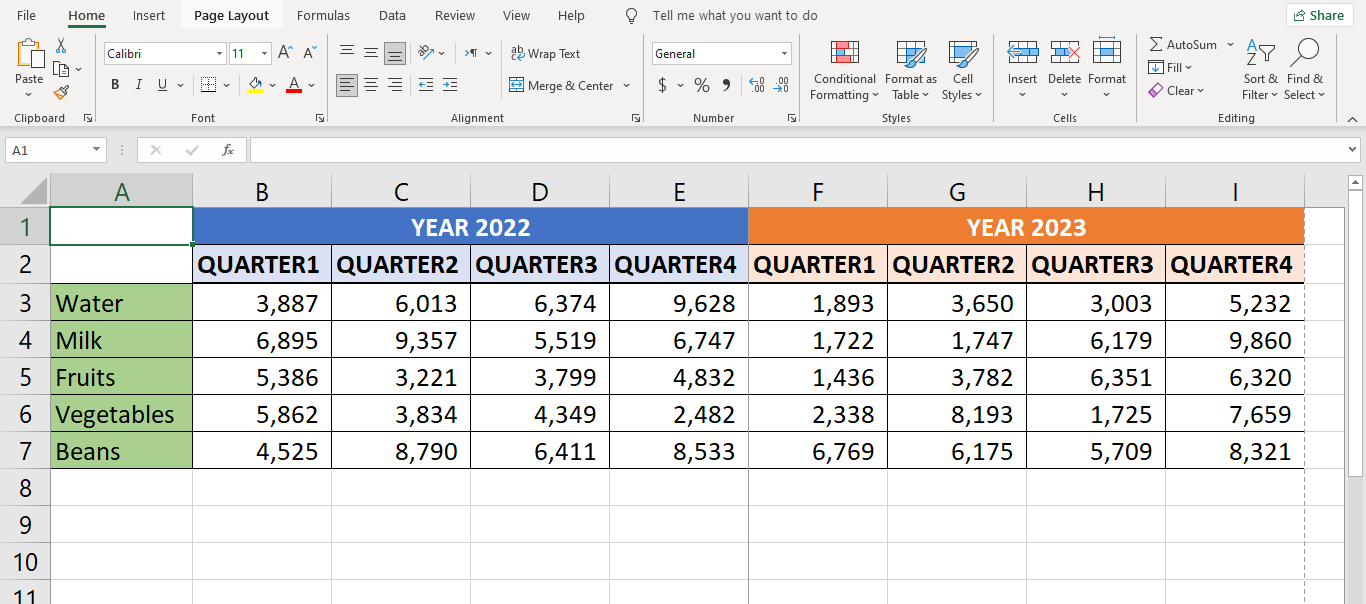 File Home Insert Page Layout Formulas Data Review View Help Tell me what you want to do Share
Calibri 11 A A ab Wrap Text General AutoSum
Paste Conditional Format as Cell Insert Delete Format Fill Sort & Find &
B I U A Merge & Center $ % , Formatting Table Styles Clear Filter Select
Clipboard Font Alignment Number Styles Cells Editing
A1 fx
A B C D E F G H I
1 YEAR 2022 YEAR 2023
2 QUARTER1 QUARTER2 QUARTER3 QUARTER4 QUARTER1 QUARTER2 QUARTER3 QUARTER4
3 Water 3,887 6,013 6,374 9,628 1,893 3,650 3,003 5,232
4 Milk 6,895 9,357 5,519 6,747 1,722 1,747 6,179 9,860
5 Fruits 5,386 3,221 3,799 4,832 1,436 3,782 6,351 6,320
6 Vegetables 5,862 3,834 4,349 2,482 2,338 8,193 1,725 7,659
7 Beans 4,525 8,790 6,411 8,533 6,769 6,175 5,709 8,321
8
9
10
11